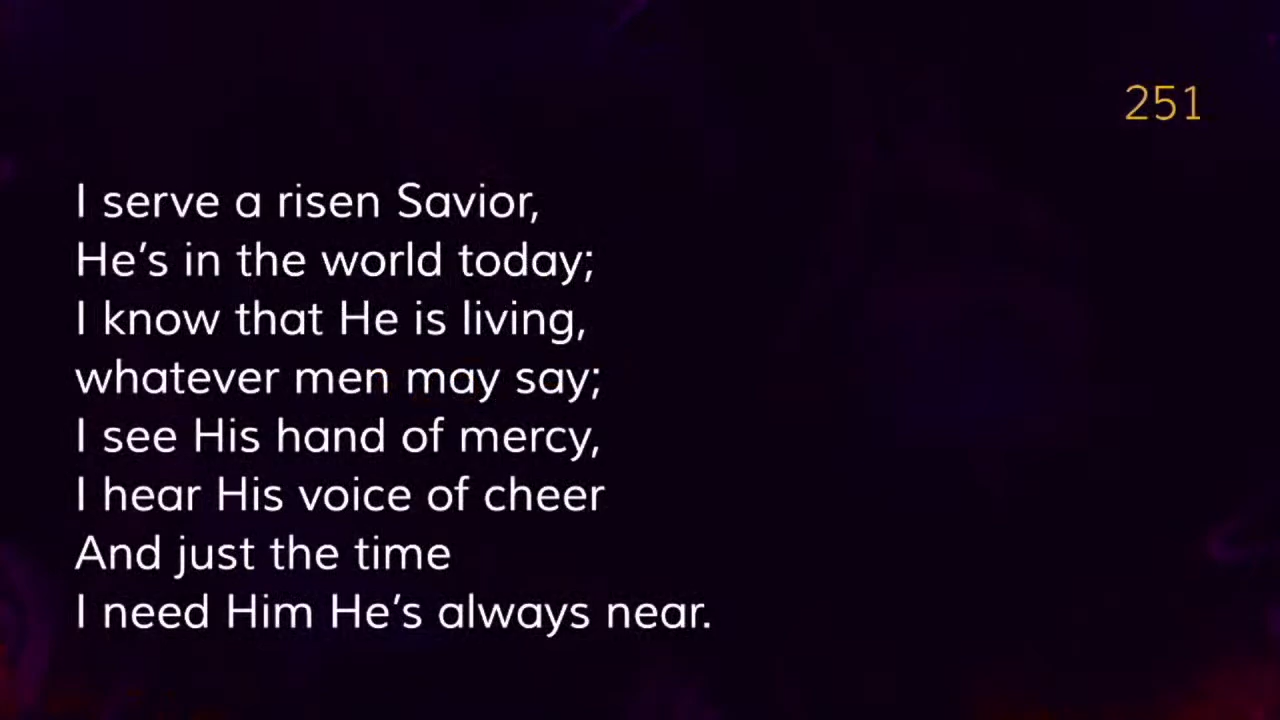 251
I serve a risen Savior,
He’s in the world today;
I know that He is living,
whatever men may say;
I see His hand of mercy,
I hear His voice of cheer
And just the time
I need Him He’s always near.